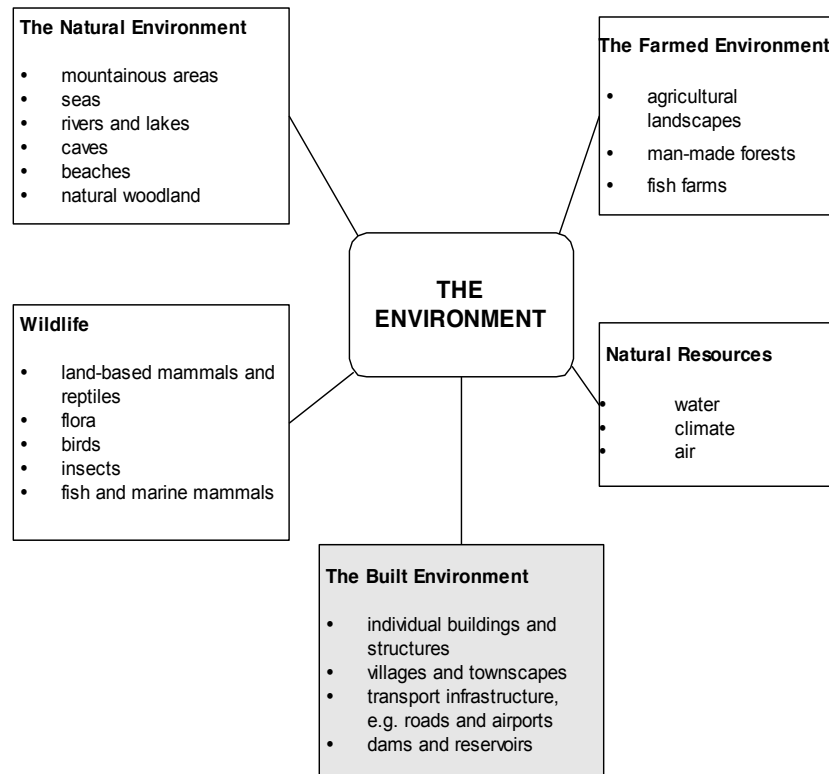 The Natural Environment
• mountainous areas
• seas
• rivers and lakes
• caves
• beaches
• natural woodland
The Farmed Environment
• agricultural
landscapes
• man-made forests
• fish farms
THE
ENVIRONMENT
Wildlife
• land-based mammals and
reptiles
• flora
• birds
• insects
• fish and marine mammals
Natural Resources
• water
• climate
• air
The Built Environment
• individual buildings and
structures
• villages and townscapes
• transport infrastructure,
e.g. roads and airports
• dams and reservoirs